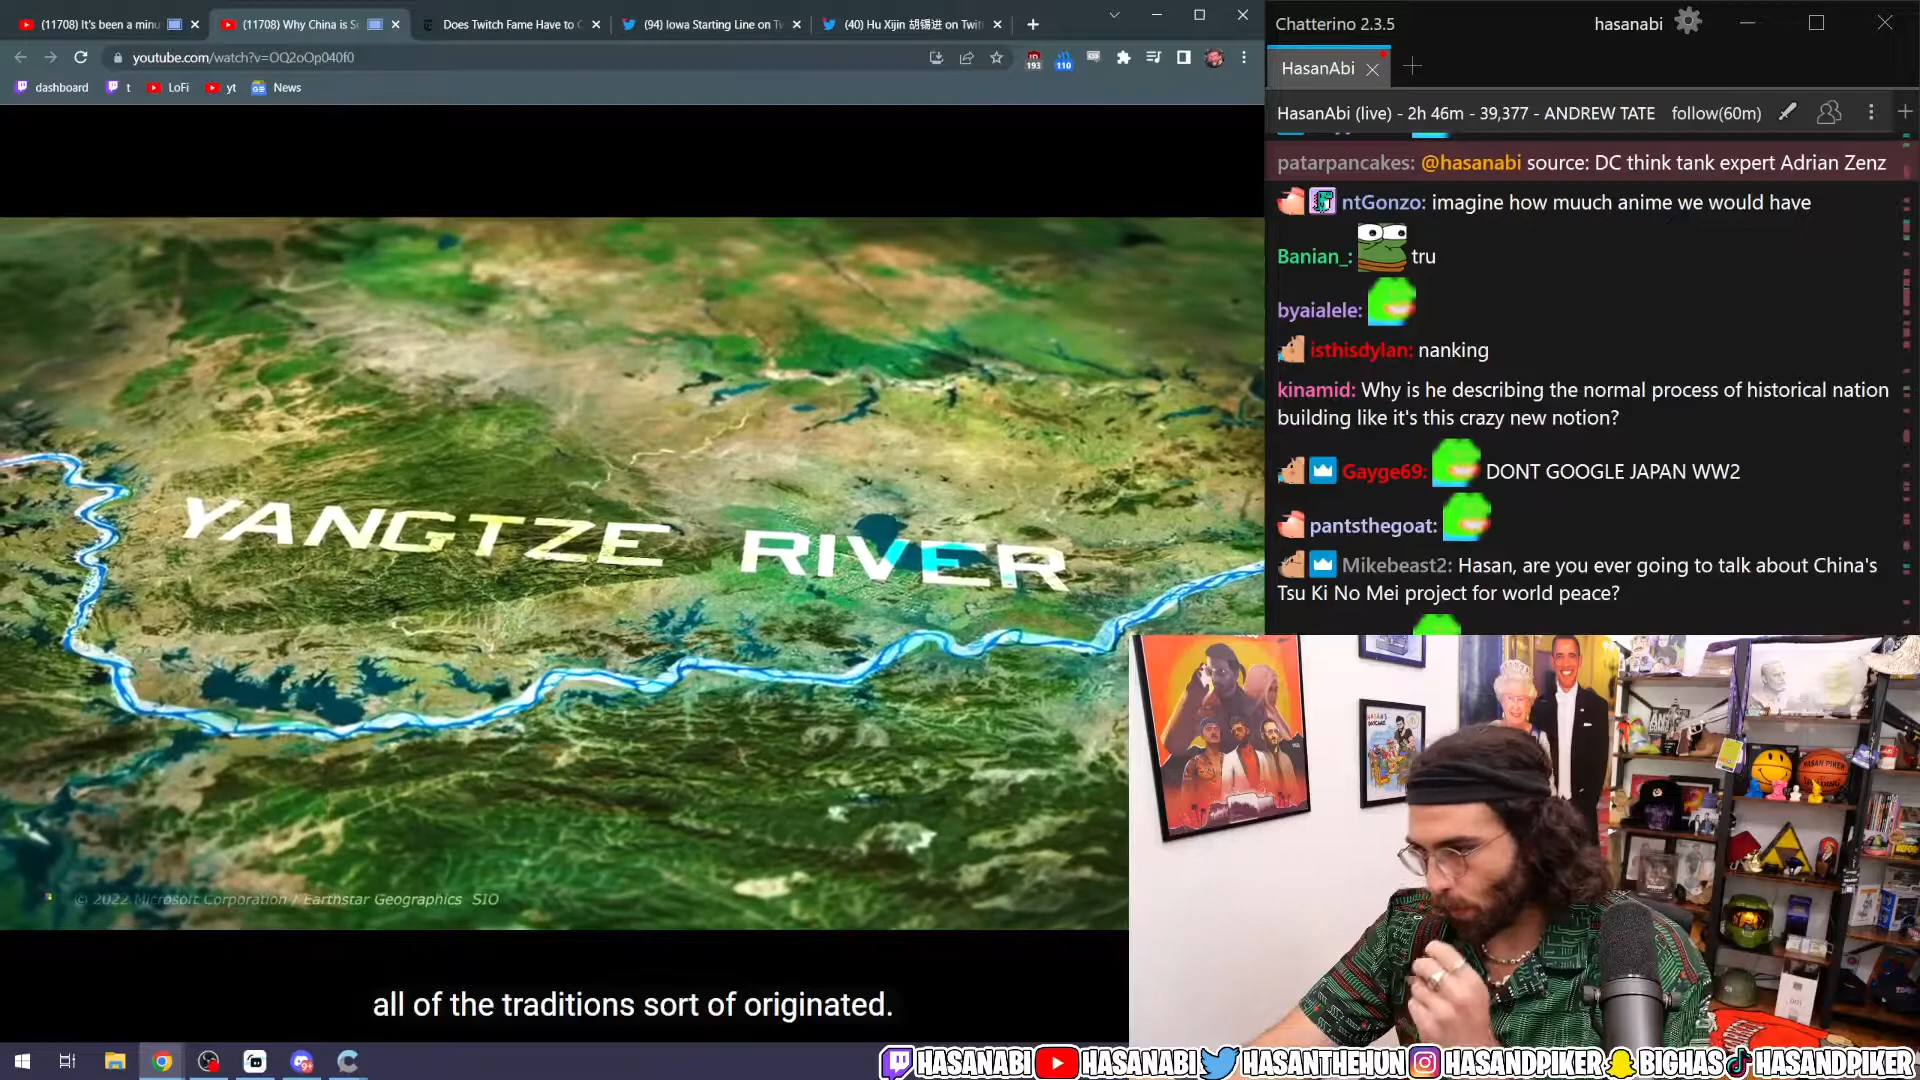 (11708) It's been a minu
(11708) Why China is So
Does Twitch Fame Have to C
(94) Iowa Starting Line on Tw
(40) Hu Xijin 胡锡进 on Twitt
youtube.com/watch?v=OQ2oOp040f0
193
110
dashboard
t
LoFi
yt
News
YANGTZE RIVER
© 2022 Microsoft Corporation / Earthstar Geographics SIO
all of the traditions sort of originated.
Chatterino 2.3.5
hasanabi
HasanAbi
HasanAbi (live) - 2h 46m - 39,377 - ANDREW TATE
follow(60m)
patarpancakes: @hasanabi source: DC think tank expert Adrian Zenz
ntGonzo: imagine how muuch anime we would have
Banian_: tru
byaialele:
isthisdylan: nanking
kinamid: Why is he describing the normal process of historical nation
building like it's this crazy new notion?
Gayge69: DONT GOOGLE JAPAN WW2
pantsthegoat:
Mikebeast2: Hasan, are you ever going to talk about China's
Tsu Ki No Mei project for world peace?
HASAN PIKER
HASANABI HASANABI HASANTHEHUN HASANDPIKER BIGHAS HASANDPIKER